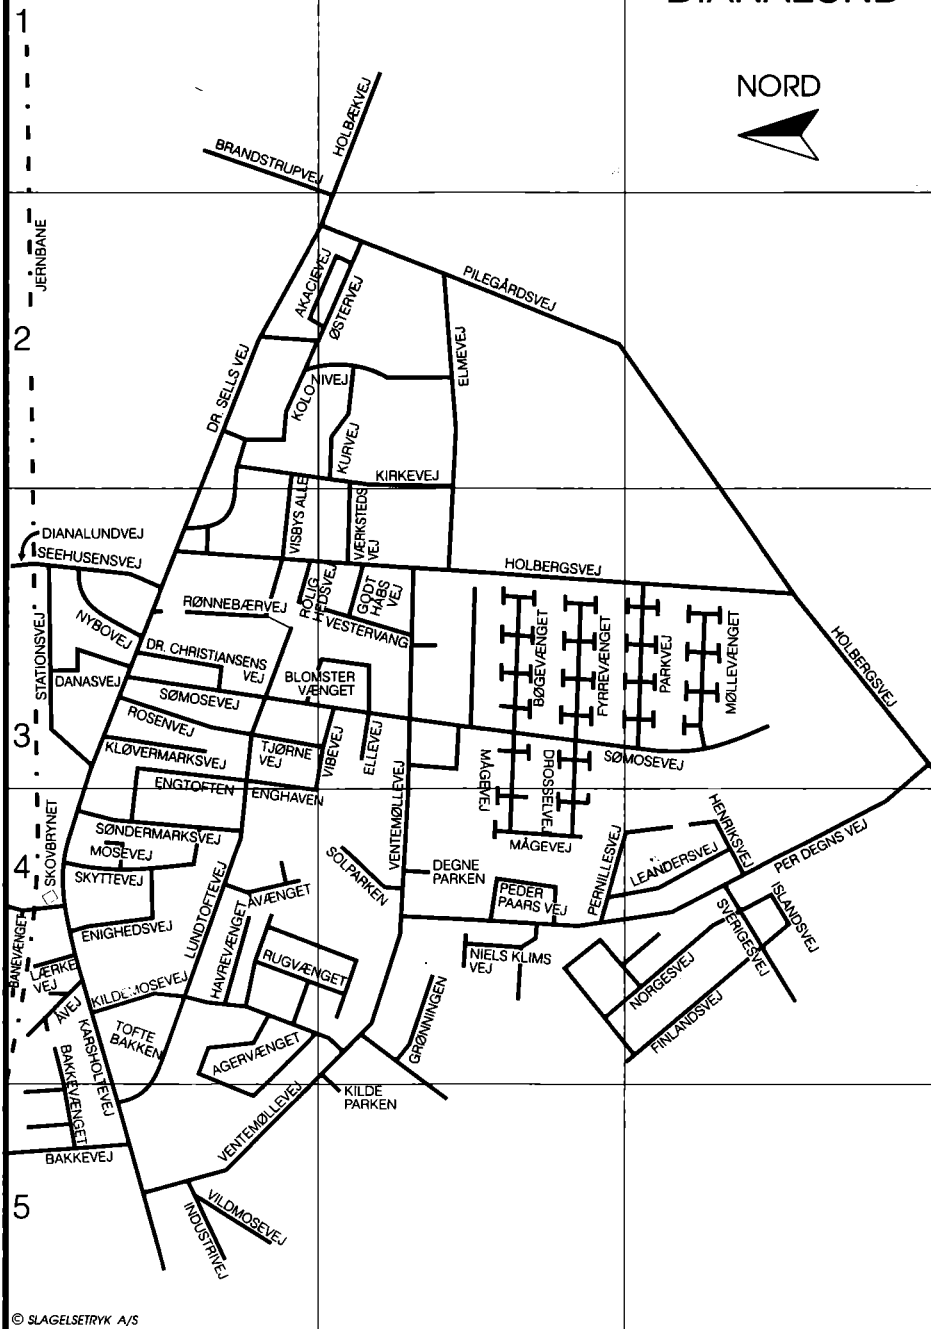 1
NORD
HOLBÆKVEJ
BRANDSTRUPVEJ
JERNBANE
AKACIEVEJ
ØSTERVEJ
PILEGÅRDSVEJ
2
DR. SELLS VEJ
KOLO
NIVEJ
ELMEVEJ
KURVEJ
KIRKEVEJ
VISBYS ALLE
VÆRKSTEDS
VEJ
DIANALUNDVEJ
SEEHUSENSVEJ
HOLBERGSVEJ
RØNNEBÆRVEJ
ROLIG
HEDSVEJ
GODT
HÅBS
VEJ
VESTERVANG
NYBOVEJ
STATIONSVEJ
DR. CHRISTIANSENS
VEJ
DANASVEJ
BLOMSTER
VÆNGET
BØGEVÆNGET
FYRREVÆNGET
PARKVEJ
MØLLEVÆNGET
HOLBERGSVEJ
SØMOSEVEJ
ROSENVEJ
3
KLØVERMARKSVEJ
TJØRNE
VEJ
VIBEVEJ
ELLEVEJ
SØMOSEVEJ
MÅGEVEJ
DROSSELVEJ
ENGTOFTEN
ENGHAVEN
VENTEMØLLEVEJ
SKOVBRYNET
SØNDERMARKSVEJ
MOSEVEJ
MÅGEVEJ
HENRIKSVEJ
PER DEGNS VEJ
4
SKYTTEVEJ
SOLPARKEN
DEGNE
PARKEN
PEDER
PAARS VEJ
PERNILLESVEJ
LEANDERSVEJ
LUNDTOFTEVEJ
ÅVÆNGET
HAVREVÆNGET
ENIGHEDSVEJ
BANEVÆNGET
SVERIGESVEJ
ISLANDSVEJ
RUGVÆNGET
NIELS KLIMS
VEJ
LÆRKE
VEJ
NORGESVEJ
KILDEMOSEVEJ
ÅVEJ
GRØNNINGEN
FINLANDSVEJ
TOFTE
BAKKEN
KARSHOLTEVEJ
BAKKEVÆNGET
AGERVÆNGET
KILDE
PARKEN
VENTEMØLLEVEJ
BAKKEVEJ
5
VILDMOSEVEJ
INDUSTRIVEJ
© SLAGELSETRYK A/S